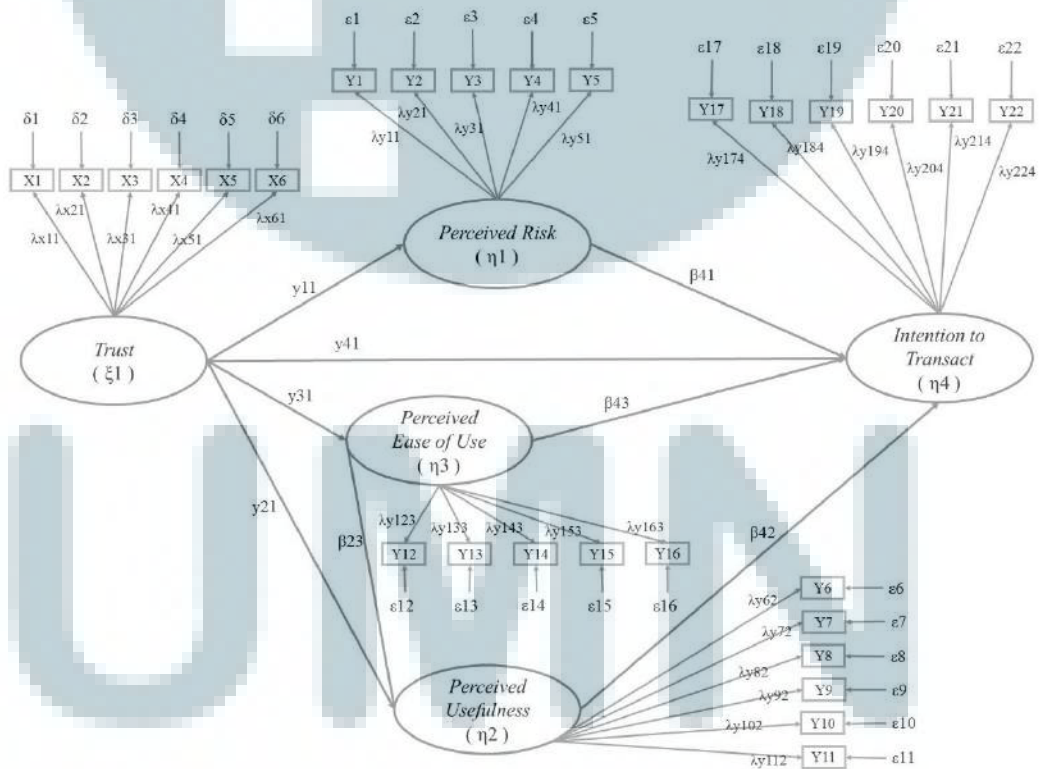 ε1 ε2 ε3 ε4 ε5
Y1 Y2 Y3 Y4 Y5
λy11 λy21 λy31 λy41 λy51
ε17 ε18 ε19 ε20 ε21 ε22
Y17 Y18 Y19 Y20 Y21 Y22
λy174 λy184 λy194 λy204 λy214 λy224
δ1 δ2 δ3 δ4 δ5 δ6
X1 X2 X3 X4 X5 X6
λx11 λx21 λx31 λx41 λx51 λx61
Perceived Risk
( η1 )
y11
β41
Trust
( ξ1 )
y41
Intention to
Transact
( η4 )
y31
β43
Perceived
Ease of Use
( η3 )
y21
β23
β42
λy123 λy133 λy143 λy153 λy163
Y12 Y13 Y14 Y15 Y16
ε12 ε13 ε14 ε15 ε16
Perceived
Usefulness
( η2 )
λy62 Y6 ε6
λy72 Y7 ε7
λy82 Y8 ε8
λy92 Y9 ε9
λy102 Y10 ε10
λy112 Y11 ε11
UMN